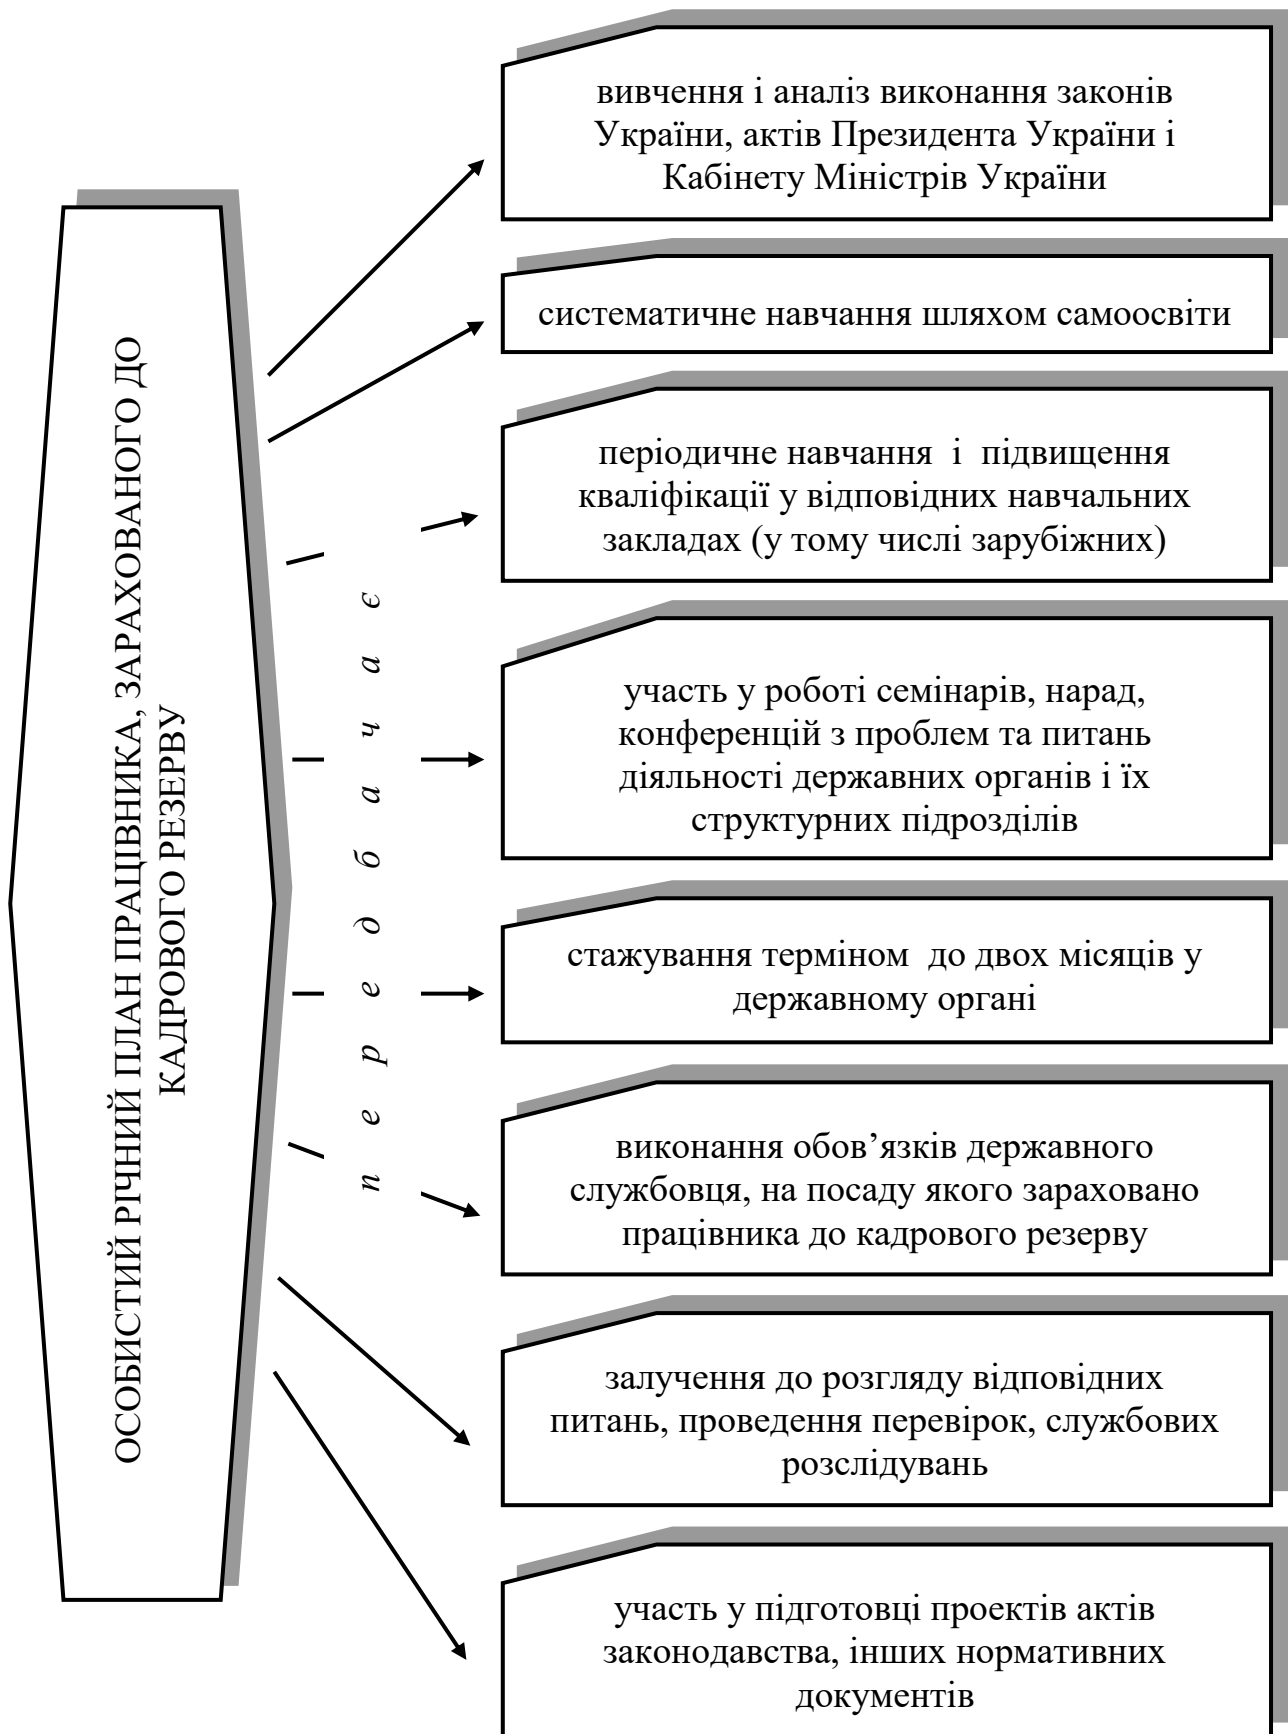 ОСОБИСТИЙ РІЧНИЙ ПЛАН ПРАЦІВНИКА, ЗАРАХОВАНОГО ДО
КАДРОВОГО РЕЗЕРВУ
передбачає
вивчення і аналіз виконання законів
України, актів Президента України і
Кабінету Міністрів України
систематичне навчання шляхом самоосвіти
періодичне навчання і підвищення
кваліфікації у відповідних навчальних
закладах (у тому числі зарубіжних)
участь у роботі семінарів, нарад,
конференцій з проблем та питань
діяльності державних органів і їх
структурних підрозділів
стажування терміном до двох місяців у
державному органі
виконання обов’язків державного
службовця, на посаду якого зараховано
працівника до кадрового резерву
залучення до розгляду відповідних
питань, проведення перевірок, службових
розслідувань
участь у підготовці проектів актів
законодавства, інших нормативних
документів